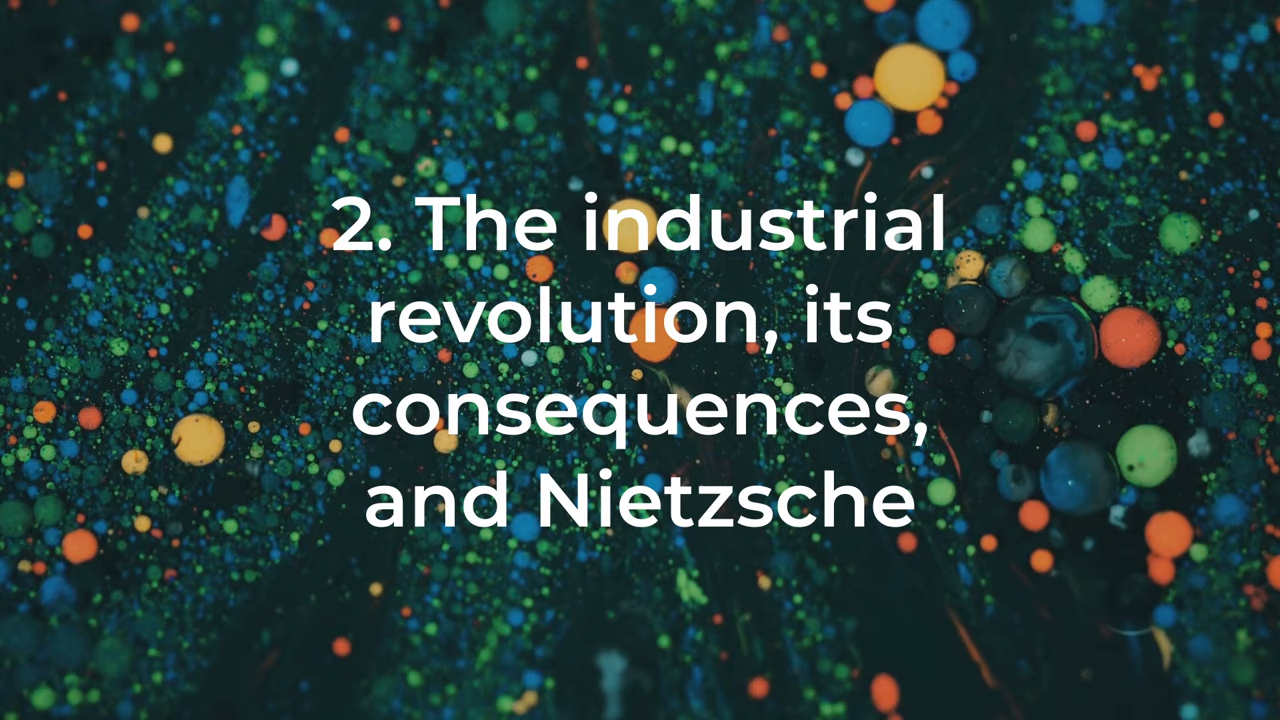 2. The industrial
revolution, its
consequences,
and Nietzsche